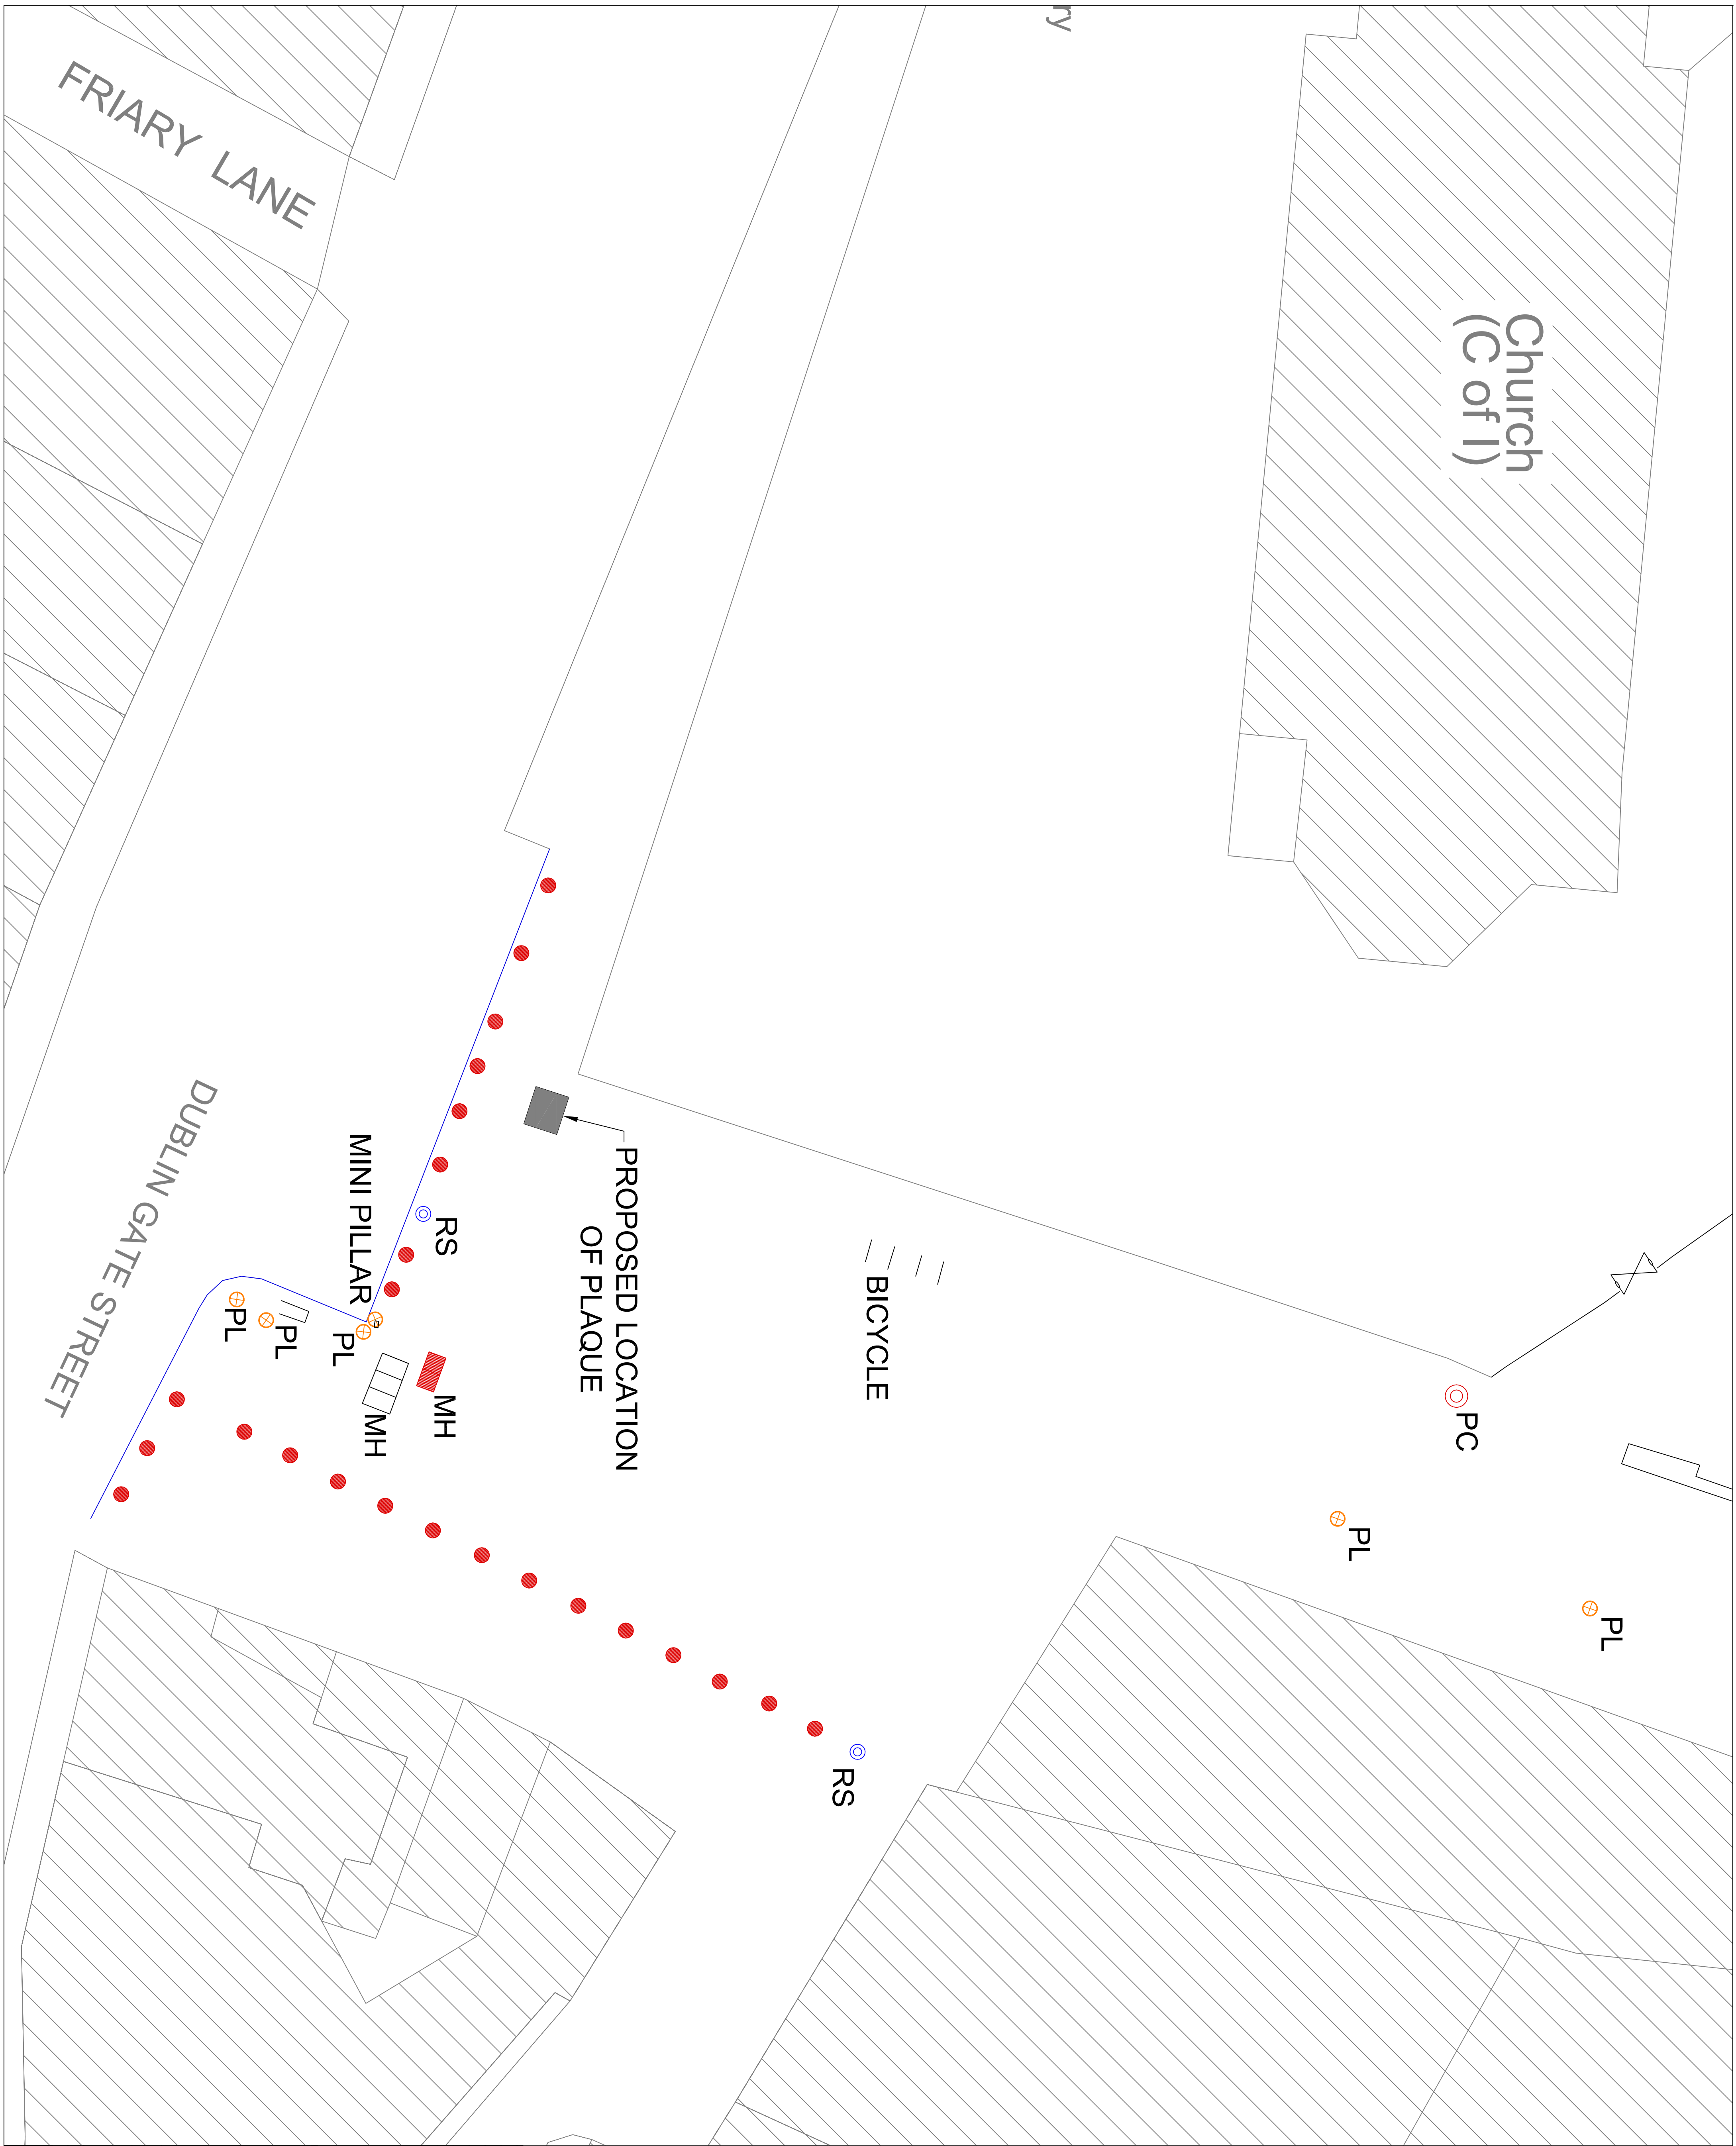 ry
Church
(C of I)
FRIARY LANE
DUBLIN GATE STREET
PROPOSED LOCATION
OF PLAQUE
MINI PILLAR
RS
BICYCLE
PL
PL
PL
MH
MH
PC
PL
PL
RS